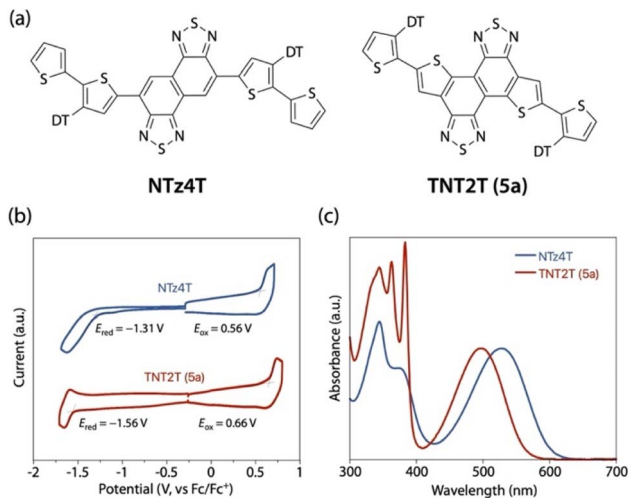 (a)
S
N N
DT
S
S
S
S
DT
N N
S
NTz4T
S
N N
DT
S
S
S
S
DT
N N
S
TNT2T (5a)
(b)
Current (a.u.)
NTz4T
Ered = −1.31 V Eox = 0.56 V
TNT2T (5a)
Ered = −1.56 V Eox = 0.66 V
-2 -1.5 -1 -0.5 0 0.5 1
Potential (V, vs Fc/Fc+)
(c)
Absorbance (a.u.)
NTz4T
TNT2T (5a)
300 400 500 600 700
Wavelength (nm)